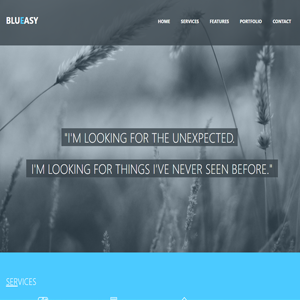 BLUEASY
HOME SERVICES FEATURES PORTFOLIO CONTACT
"I'M LOOKING FOR THE UNEXPECTED.
I'M LOOKING FOR THINGS I'VE NEVER SEEN BEFORE."
SERVICES